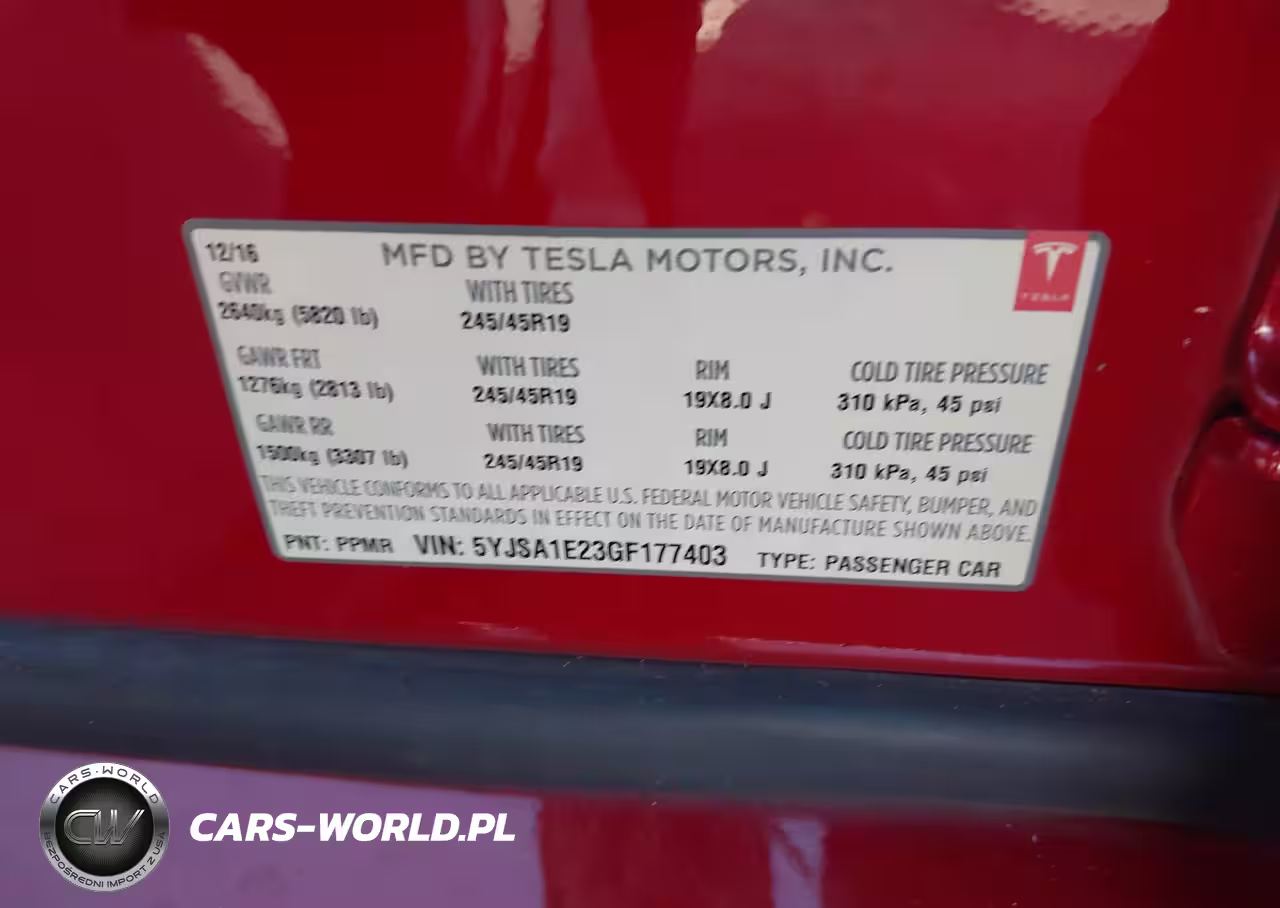 12/16 MFD BY TESLA MOTORS, INC.
TESLA
GVWR WITH TIRES
2640kg (5820 lb) 245/45R19
GAWR FRT WITH TIRES RIM COLD TIRE PRESSURE
1276kg (2813 lb) 245/45R19 19X8.0 J 310 kPa, 45 psi
GAWR RR WITH TIRES RIM COLD TIRE PRESSURE
1500kg (3307 lb) 245/45R19 19X8.0 J 310 kPa, 45 psi
THIS VEHICLE CONFORMS TO ALL APPLICABLE U.S. FEDERAL MOTOR VEHICLE SAFETY, BUMPER, AND
THEFT PREVENTION STANDARDS IN EFFECT ON THE DATE OF MANUFACTURE SHOWN ABOVE.
PNT: PPMR VIN: 5YJSA1E23GF177403 TYPE: PASSENGER CAR
CARS-WORLD
CW
BEZPOŚREDNI IMPORT Z USA
CARS-WORLD.PL